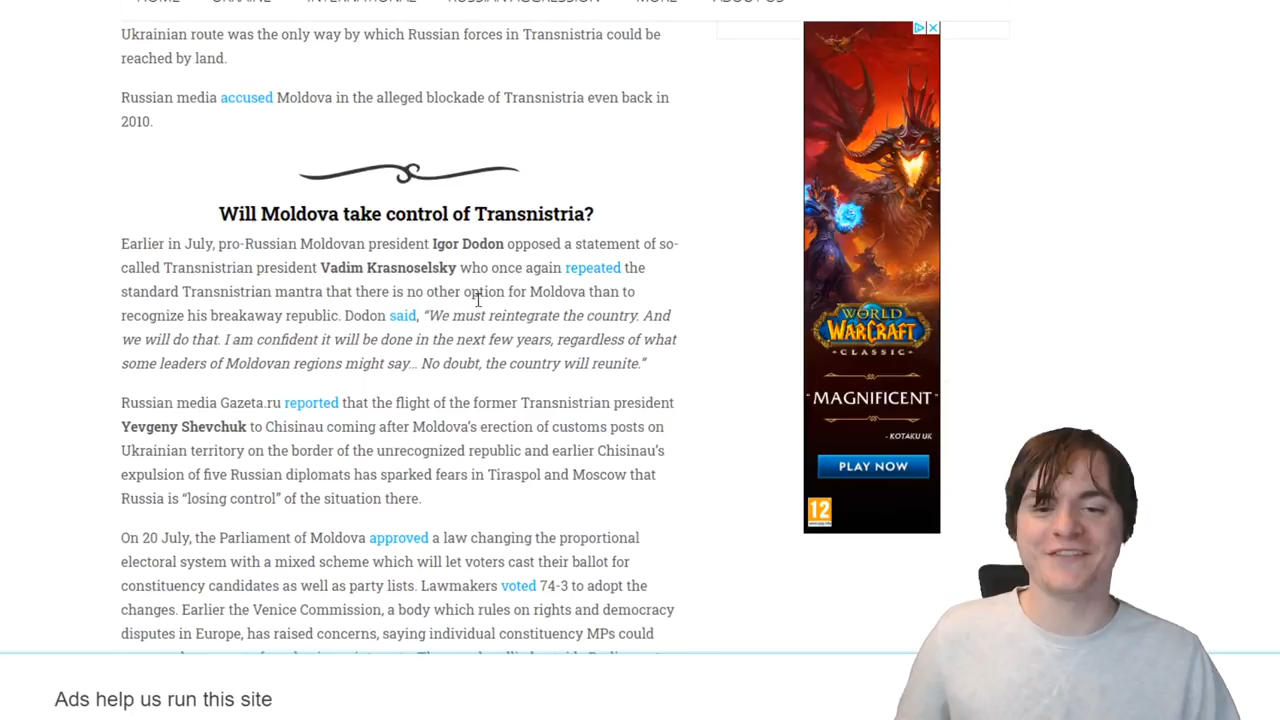 HOME UKRAINE INTERNATIONAL RUSSIAN AGGRESSION MORE ABOUT US
Ukrainian route was the only way by which Russian forces in Transnistria could be
reached by land.
Russian media accused Moldova in the alleged blockade of Transnistria even back in
2010.
Will Moldova take control of Transnistria?
Earlier in July, pro-Russian Moldovan president Igor Dodon opposed a statement of so-
called Transnistrian president Vadim Krasnoselsky who once again repeated the
standard Transnistrian mantra that there is no other option for Moldova than to
recognize his breakaway republic. Dodon said, “We must reintegrate the country. And
we will do that. I am confident it will be done in the next few years, regardless of what
some leaders of Moldovan regions might say… No doubt, the country will reunite.”
Russian media Gazeta.ru reported that the flight of the former Transnistrian president
Yevgeny Shevchuk to Chisinau coming after Moldova’s erection of customs posts on
Ukrainian territory on the border of the unrecognized republic and earlier Chisinau’s
expulsion of five Russian diplomats has sparked fears in Tiraspol and Moscow that
Russia is “losing control” of the situation there.
On 20 July, the Parliament of Moldova approved a law changing the proportional
electoral system with a mixed scheme which will let voters cast their ballot for
constituency candidates as well as party lists. Lawmakers voted 74-3 to adopt the
changes. Earlier the Venice Commission, a body which rules on rights and democracy
disputes in Europe, has raised concerns, saying individual constituency MPs could
Ads help us run this site
WORLD
WARCRAFT
CLASSIC
“MAGNIFICENT”
- KOTAKU UK
PLAY NOW
12